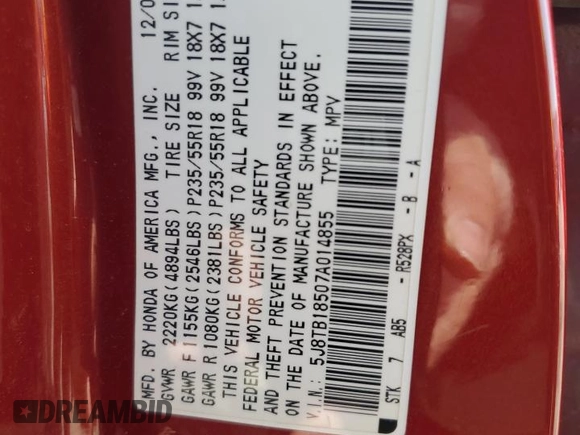 MFD. BY HONDA OF AMERICA MFG., INC. 12/0
GVWR 2220KG(4894LBS) TIRE SIZE RIM SI
GAWR F 1155KG(2546LBS)P235/55R18 99V 18X7
GAWR R 1080KG(2381LBS)P235/55R18 99V 18X7
THIS VEHICLE CONFORMS TO ALL APPLICABLE
FEDERAL MOTOR VEHICLE SAFETY
AND THEFT PREVENTION STANDARDS IN EFFECT
ON THE DATE OF MANUFACTURE SHOWN ABOVE.
V.I.N.: 5J8TB18507A014855 TYPE: MPV
STK 7 AB5 - R528PX - B - A
DREAMBID